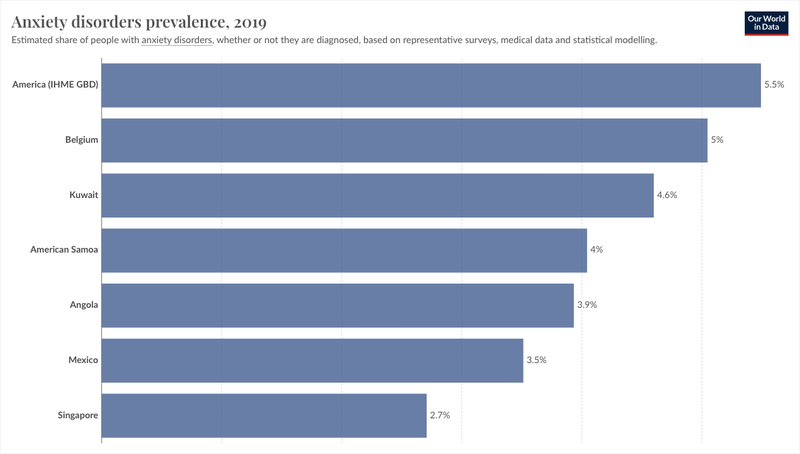 Anxiety disorders prevalence, 2019
Our World
in Data
Estimated share of people with anxiety disorders, whether or not they are diagnosed, based on representative surveys, medical data and statistical modelling.
America (IHME GBD) 5.5%
Belgium 5%
Kuwait 4.6%
American Samoa 4%
Angola 3.9%
Mexico 3.5%
Singapore 2.7%